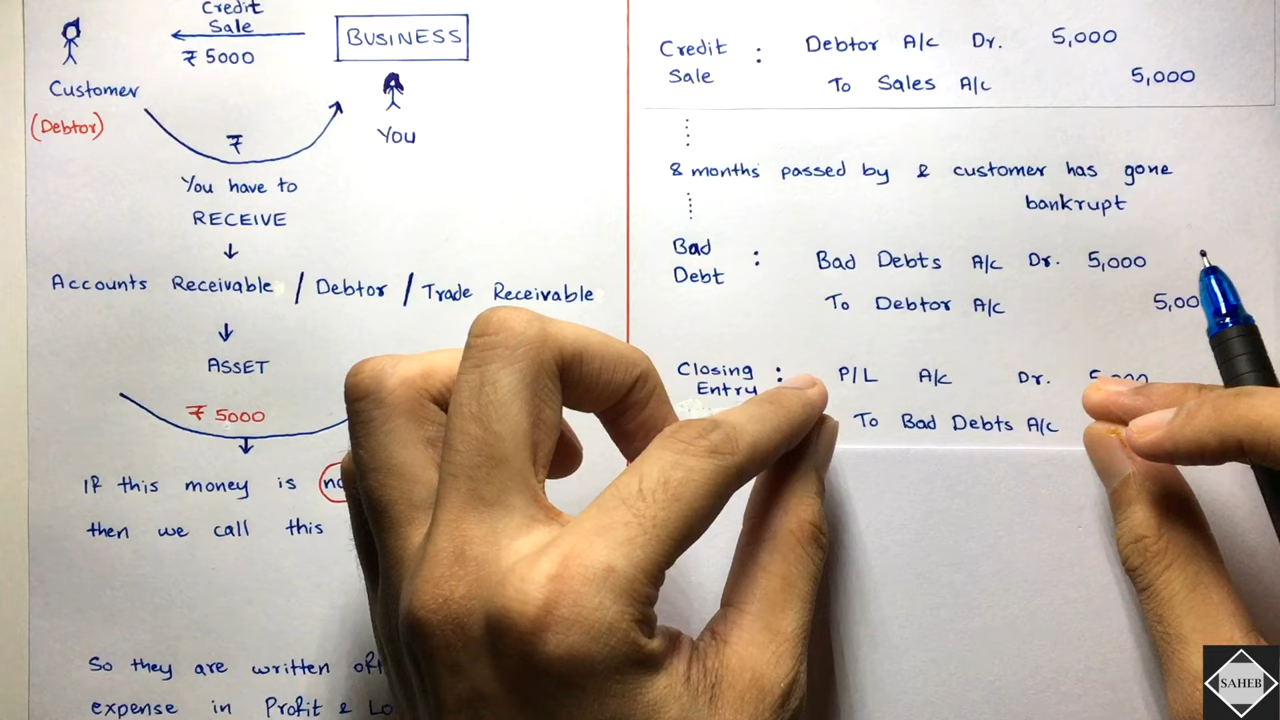 Credit
Sale
₹ 5000
BUSINESS
Customer
(Debtor)
You
₹
You have to
RECEIVE
Accounts Receivable / Debtor / Trade Receivable
ASSET
₹ 5000
If this money is
then we call this
So they are written
expense in Profit &
Credit Sale : Debtor A/c Dr. 5,000
To Sales A/c 5,000
8 months passed by & customer has gone
bankrupt
Bad Debt : Bad Debts A/c Dr. 5,000
To Debtor A/c
Closing Entry : P/L A/c Dr. 5,000
To Bad Debts A/c
SAHEB